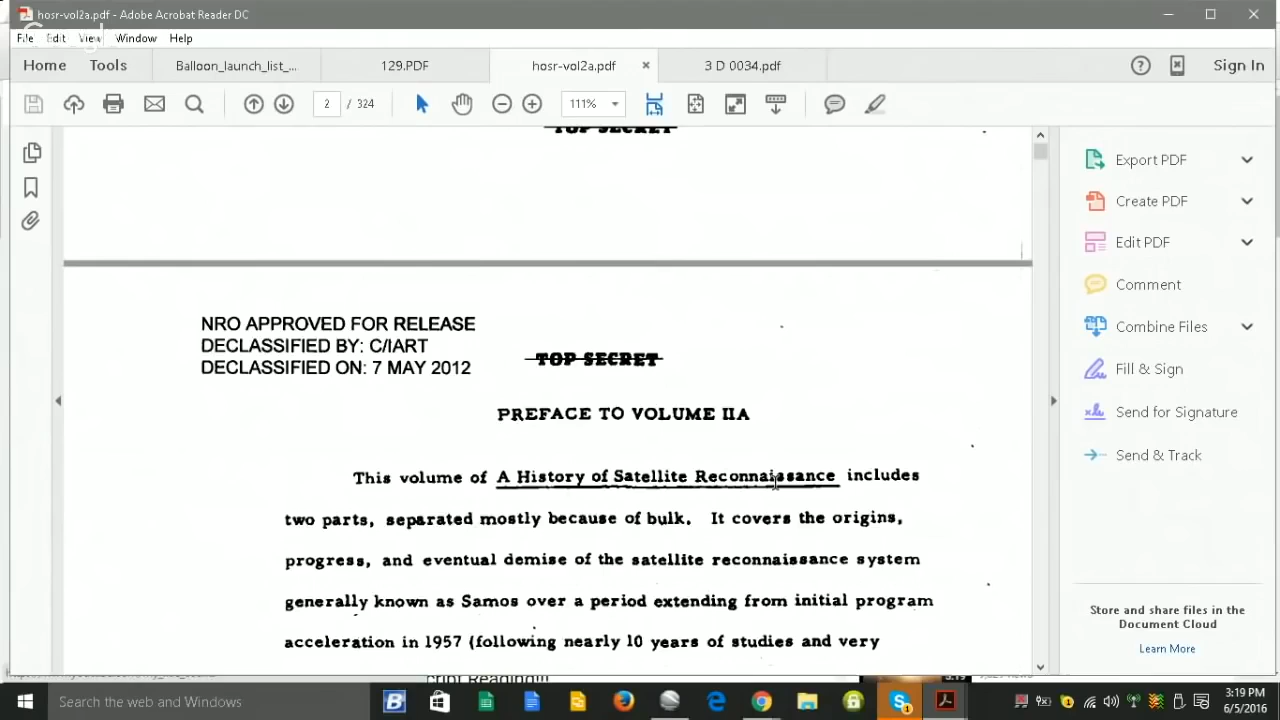 hosr-vol2a.pdf - Adobe Acrobat Reader DC
Google
File Edit View Window Help
Home Tools Balloon_launch_list_... 129.PDF hosr-vol2a.pdf × 3 D 0034.pdf Sign In
2 / 324 111%
TOP SECRET
Export PDF
Create PDF
Edit PDF
Comment
Combine Files
Fill & Sign
Send for Signature
Send & Track
NRO APPROVED FOR RELEASE
DECLASSIFIED BY: C/IART
DECLASSIFIED ON: 7 MAY 2012
TOP SECRET
PREFACE TO VOLUME IIA
This volume of A History of Satellite Reconnaissance includes
two parts, separated mostly because of bulk. It covers the origins,
progress, and eventual demise of the satellite reconnaissance system
generally known as Samos over a period extending from initial program
acceleration in 1957 (following nearly 10 years of studies and very
Store and share files in the
Document Cloud
Learn More
Reading!!!
Search the web and Windows
3:19 PM
6/5/2016